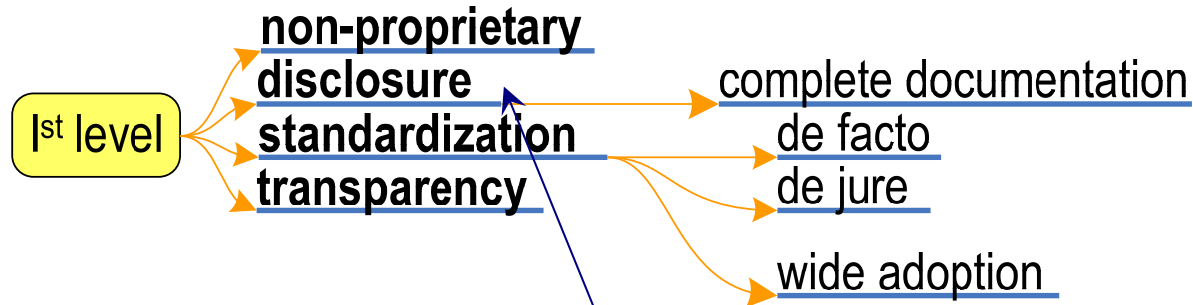 non-proprietary
disclosure
complete documentation
Ist level
standardization
de facto
transparency
de jure
wide adoption